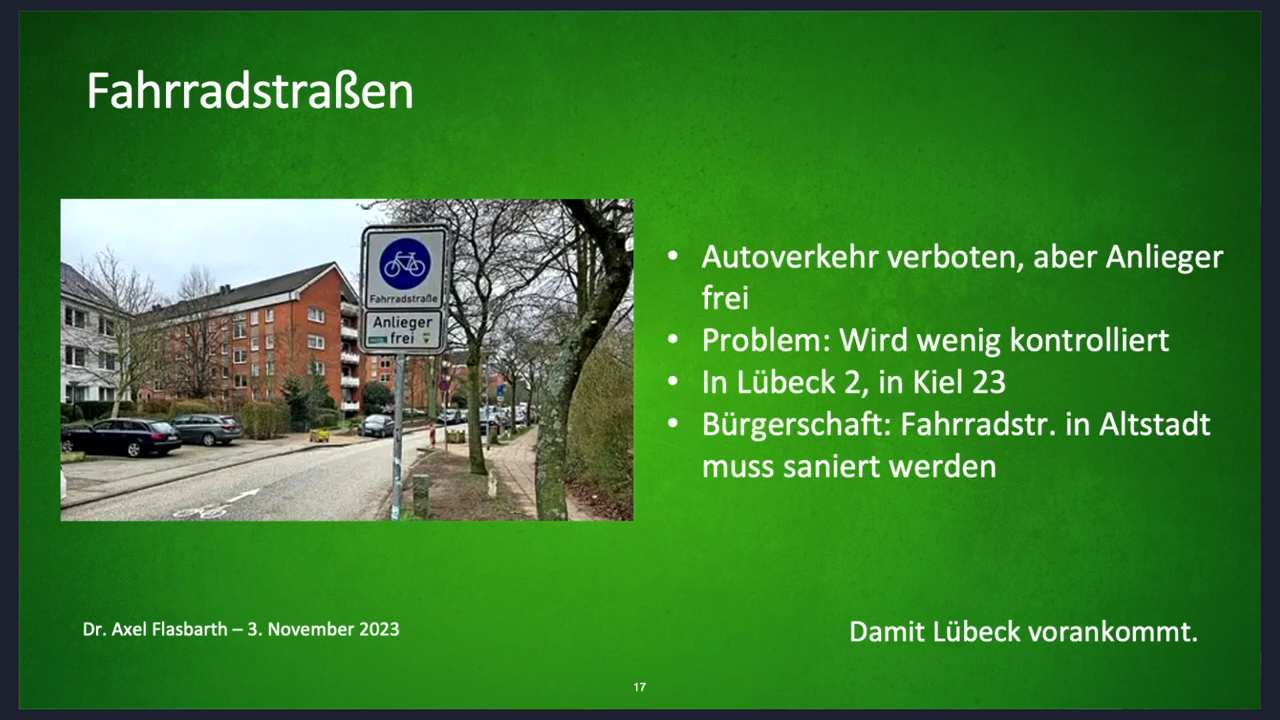 Fahrradstraßen
Fahrradstraße
Anlieger
frei
• Autoverkehr verboten, aber Anlieger
frei
• Problem: Wird wenig kontrolliert
• In Lübeck 2, in Kiel 23
• Bürgerschaft: Fahrradstr. in Altstadt
muss saniert werden
Dr. Axel Flasbarth – 3. November 2023
Damit Lübeck vorankommt.
17